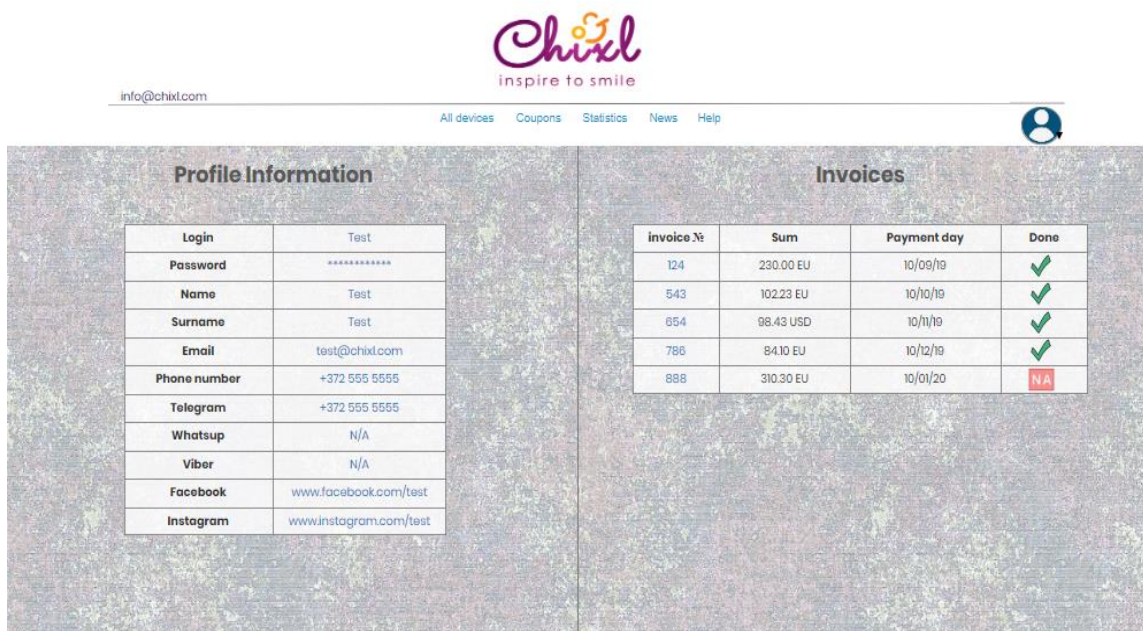 Chixl
inspire to smile
info@chixl.com
All devices Coupons Statistics News Help
Profile Information
Login Test
Password ************
Name Test
Surname Test
Email test@chixl.com
Phone number +372 555 5555
Telegram +372 555 5555
Whatsup N/A
Viber N/A
Facebook www.facebook.com/test
Instagram www.instagram.com/test
Invoices
invoice № Sum Payment day Done
124 230.00 EU 10/09/19
543 102.23 EU 10/10/19
654 98.43 USD 10/11/19
786 84.10 EU 10/12/19
888 310.30 EU 10/01/20 NA